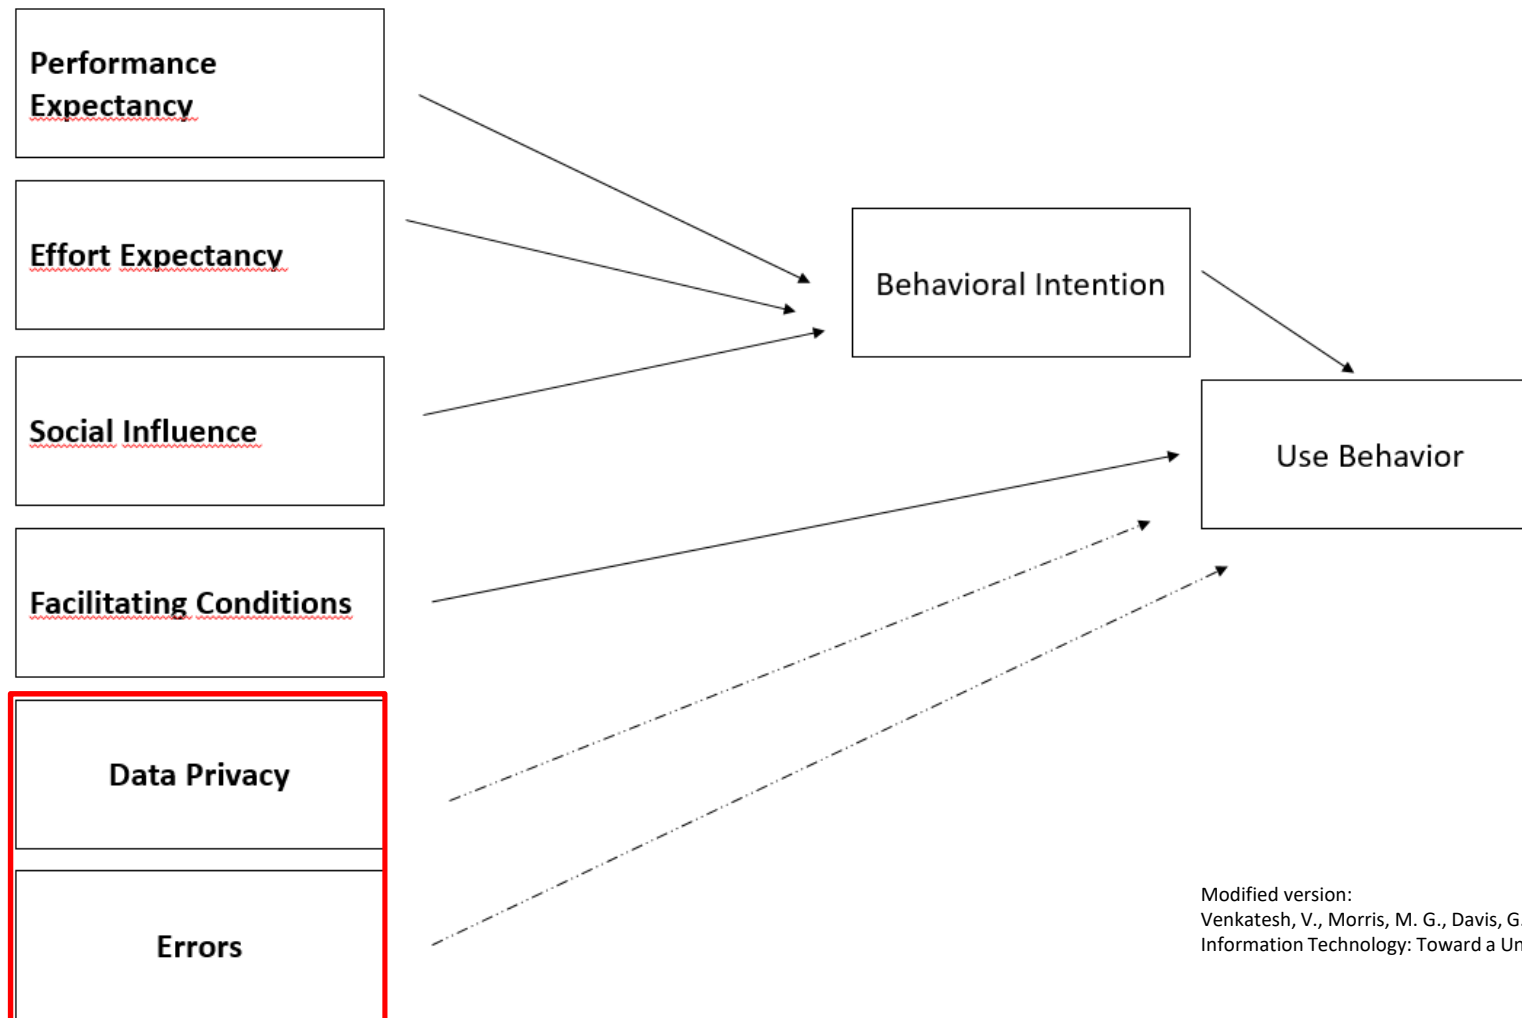 Performance
Expectancy
Effort Expectancy
Behavioral Intention
Social Influence
Use Behavior
Facilitating Conditions
Data Privacy
Errors
Modified version:
Venkatesh, V., Morris, M. G., Davis, G.
Information Technology: Toward a Un